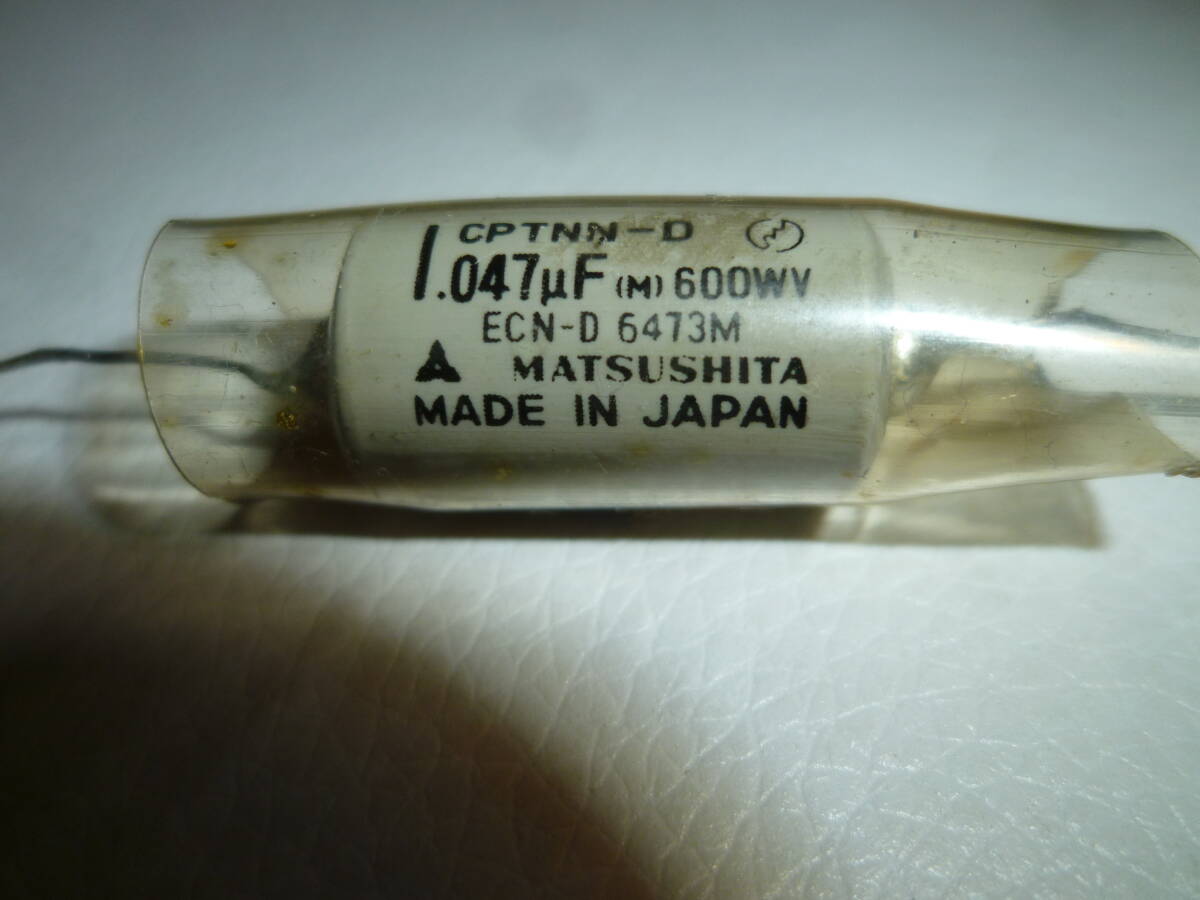 CPTNN-D
.047µF (M) 600WV
ECN-D 6473M
MATSUSHITA
MADE IN JAPAN